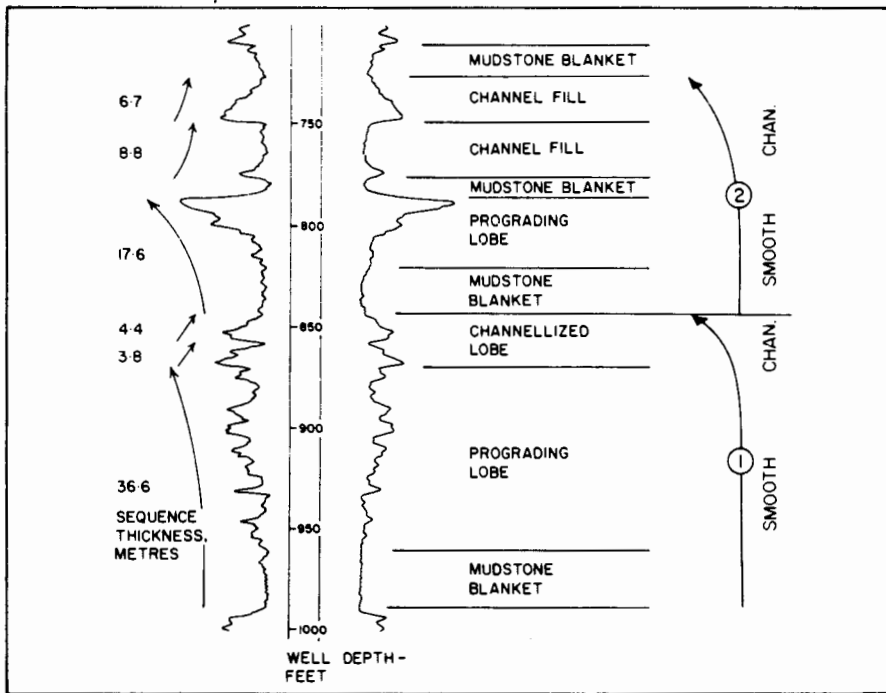 MUDSTONE BLANKET
6·7
CHANNEL FILL
CHAN.
750
8·8
CHANNEL FILL
MUDSTONE BLANKET
2
800
PROGRADING
LOBE
SMOOTH
17·6
MUDSTONE
BLANKET
850
4·4
CHANNELLIZED
LOBE
CHAN.
3·8
900
PROGRADING
LOBE
1
SMOOTH
36·6
SEQUENCE
THICKNESS,
METRES
950
MUDSTONE
BLANKET
1000
WELL DEPTH-
FEET